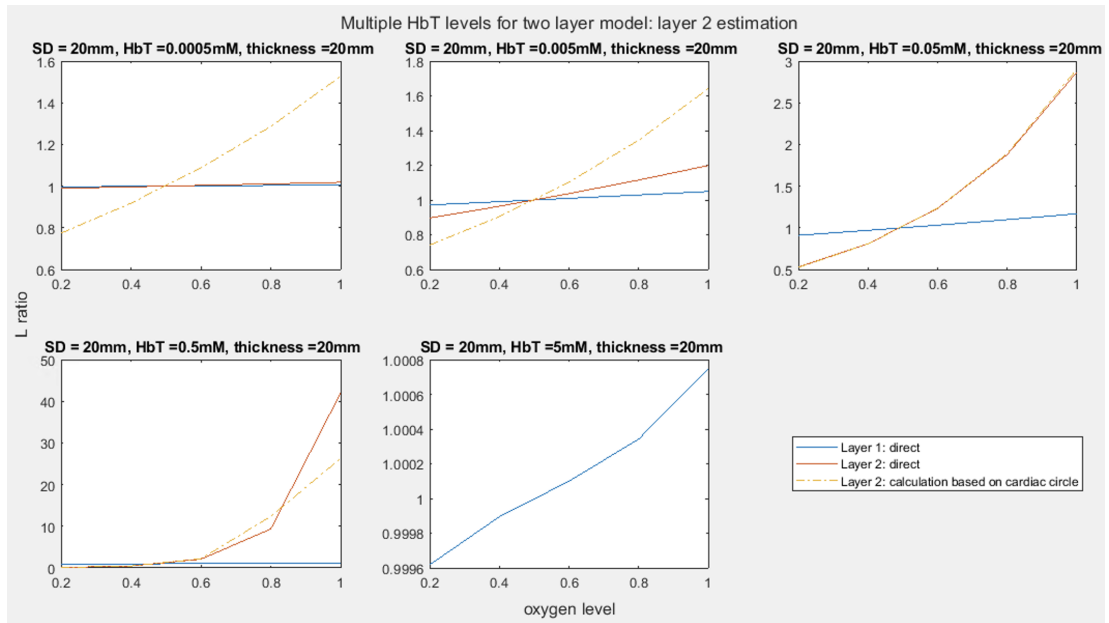 Multiple HbT levels for two layer model: layer 2 estimation
SD = 20mm, HbT =0.0005mM, thickness =20mm
1.6
1.4
1.2
1
0.8
0.6
0.2 0.4 0.6 0.8 1
SD = 20mm, HbT =0.005mM, thickness =20mm
1.8
1.6
1.4
1.2
1
0.8
0.6
0.2 0.4 0.6 0.8 1
SD = 20mm, HbT =0.05mM, thickness =20mm
3
2.5
2
1.5
1
0.5
0.2 0.4 0.6 0.8 1
L ratio
SD = 20mm, HbT =0.5mM, thickness =20mm
50
40
30
20
10
0
0.2 0.4 0.6 0.8 1
SD = 20mm, HbT =5mM, thickness =20mm
1.0008
1.0006
1.0004
1.0002
1
0.9998
0.9996
0.2 0.4 0.6 0.8 1
Layer 1: direct
Layer 2: direct
Layer 2: calculation based on cardiac circle
oxygen level